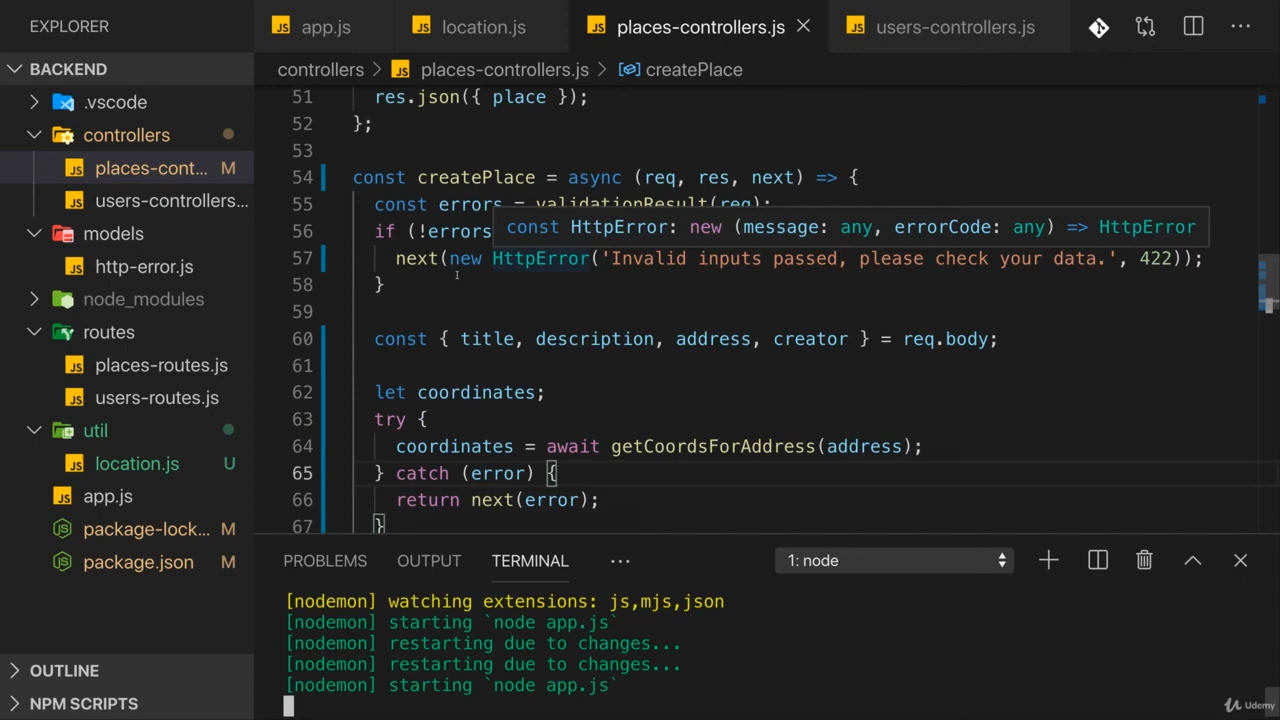 EXPLORER
app.js
location.js
places-controllers.js
users-controllers.js
BACKEND
controllers > places-controllers.js > createPlace
.vscode
controllers
places-cont... M
users-controllers...
models
http-error.js
node_modules
routes
places-routes.js
users-routes.js
util
location.js U
app.js
package-lock... M
package.json M
OUTLINE
NPM SCRIPTS
51 res.json({ place });
52 };
53
54 const createPlace = async (req, res, next) => {
55 const errors = validationResult(req);
56 if (!errors
const HttpError: new (message: any, errorCode: any) => HttpError
57 next(new HttpError('Invalid inputs passed, please check your data.', 422));
58 }
59
60 const { title, description, address, creator } = req.body;
61
62 let coordinates;
63 try {
64 coordinates = await getCoordsForAddress(address);
65 } catch (error) {
66 return next(error);
67 }
PROBLEMS OUTPUT TERMINAL ... 1: node
[nodemon] watching extensions: js,mjs,json
[nodemon] starting `node app.js`
[nodemon] restarting due to changes...
[nodemon] restarting due to changes...
[nodemon] starting `node app.js`
Udemy